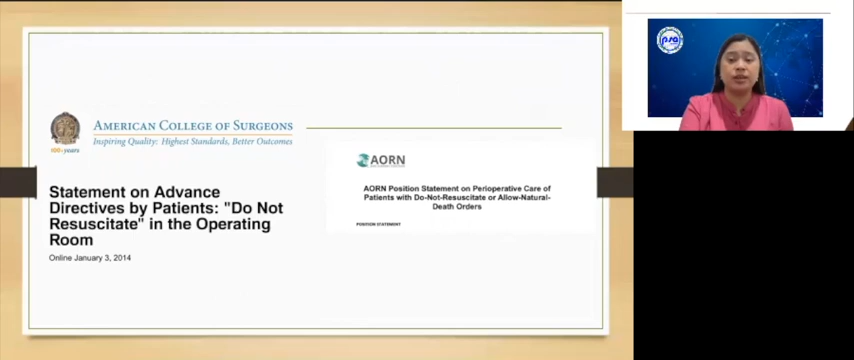 AMERICAN COLLEGE OF SURGEONS
Inspiring Quality: Highest Standards, Better Outcomes
100+years
Statement on Advance
Directives by Patients: "Do Not
Resuscitate" in the Operating
Room
Online January 3, 2014
AORN
AORN Position Statement on Perioperative Care of
Patients with Do-Not-Resuscitate or Allow-Natural-
Death Orders
POSITION STATEMENT